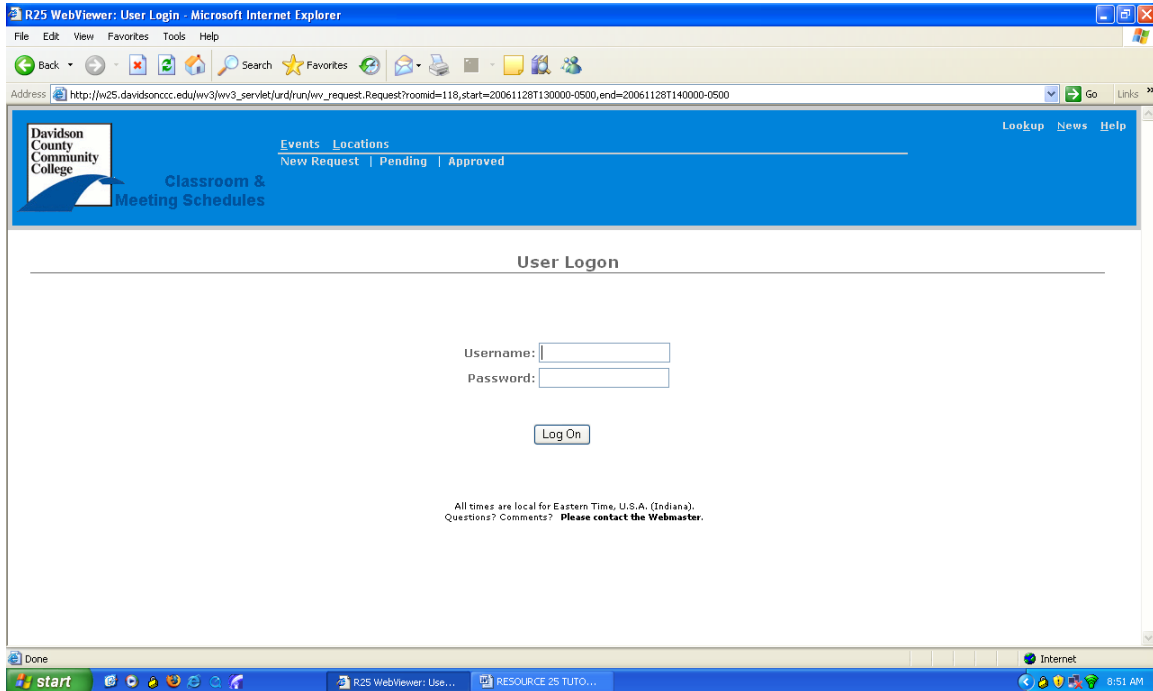 R25 WebViewer: User Login - Microsoft Internet Explorer
File Edit View Favorites Tools Help
Back Search Favorites
Address http://w25.davidsonccc.edu/wv3/wv3_servlet/urd/run/wv_request.Request?roomid=118,start=20061128T130000-0500,end=20061128T140000-0500 Go Links »
Lookup News Help
Davidson
County
Community
College
Events Locations
New Request | Pending | Approved
Classroom &
Meeting Schedules
User Logon
Username:
Password:
Log On
All times are local for Eastern Time, U.S.A. (Indiana).
Questions? Comments? Please contact the Webmaster.
Done Internet
start R25 WebViewer: Use... RESOURCE 25 TUTO... 8:51 AM